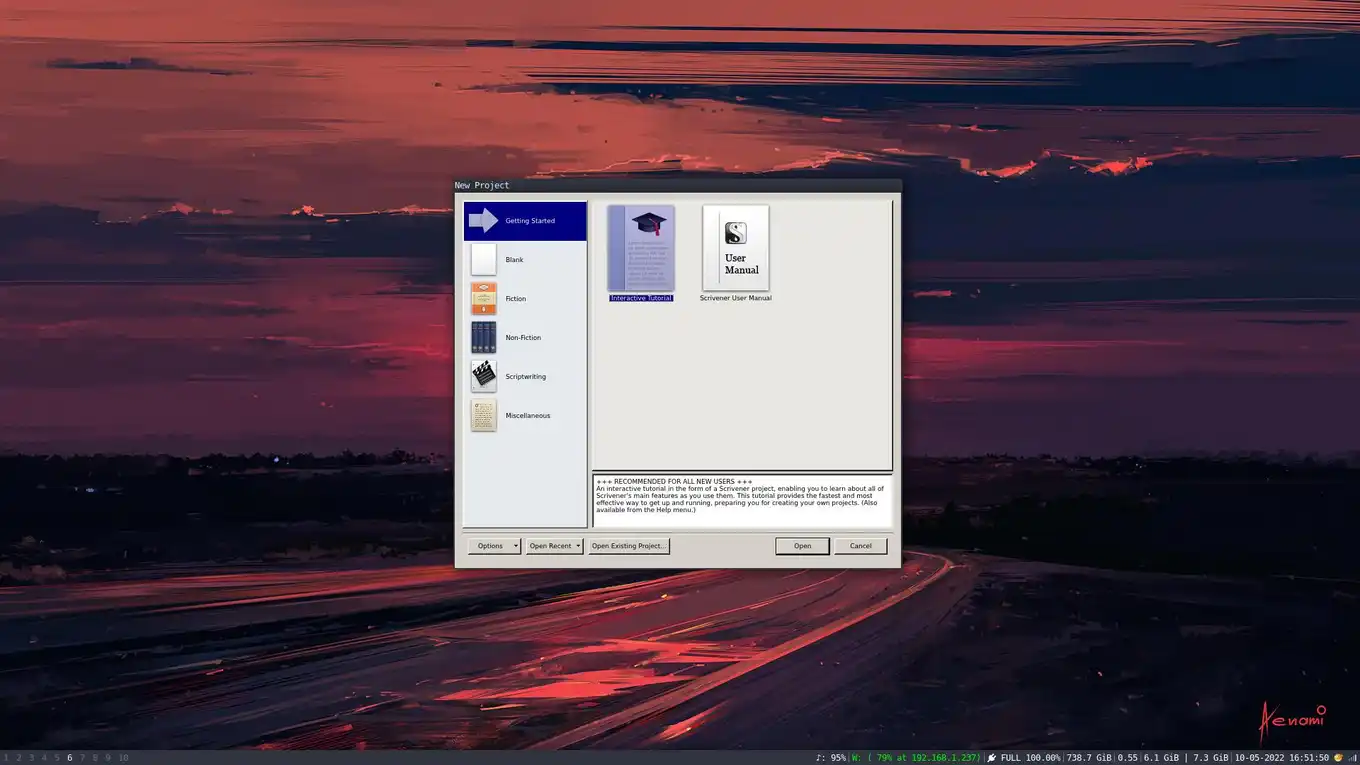 New Project
Getting Started
Blank
Fiction
Non-Fiction
Scriptwriting
Miscellaneous
User
Manual
Interactive Tutorial
Scrivener User Manual
+++ RECOMMENDED FOR ALL NEW USERS +++
An interactive tutorial in the form of a Scrivener project, enabling you to learn about all of
Scrivener's main features as you use them. This tutorial provides the fastest and most
effective way to get up and running, preparing you for creating your own projects. (Also
available from the Help menu.)
Options
Open Recent
Open Existing Project...
Open
Cancel
Aenami
1 2 3 4 5 6 7 8 9 10
♪: 95%|W: ( 79% at 192.168.1.237)| FULL 100.00%|738.7 GiB|0.55|6.1 GiB | 7.3 GiB|10-05-2022 16:51:50